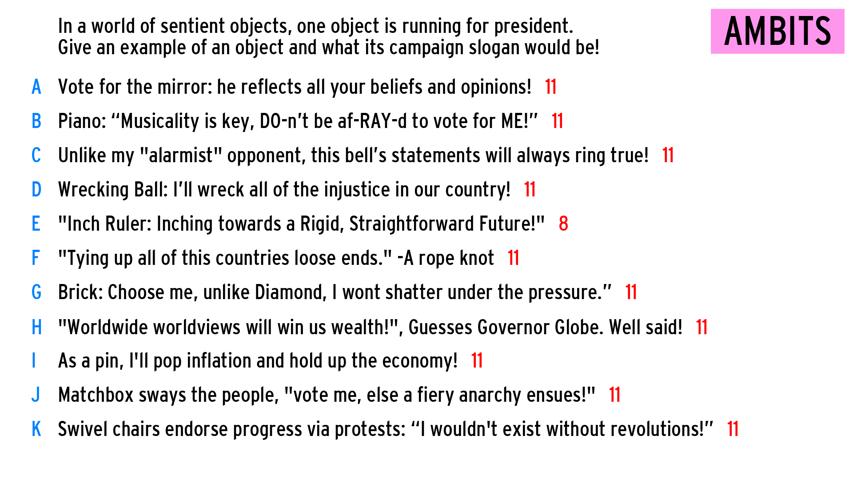 In a world of sentient objects, one object is running for president.
Give an example of an object and what its campaign slogan would be!
AMBITS
A Vote for the mirror: he reflects all your beliefs and opinions! 11
B Piano: “Musicality is key, DO-n’t be af-RAY-d to vote for ME!” 11
C Unlike my "alarmist" opponent, this bell’s statements will always ring true! 11
D Wrecking Ball: I’ll wreck all of the injustice in our country! 11
E "Inch Ruler: Inching towards a Rigid, Straightforward Future!" 8
F "Tying up all of this countries loose ends." -A rope knot 11
G Brick: Choose me, unlike Diamond, I wont shatter under the pressure.” 11
H "Worldwide worldviews will win us wealth!", Guesses Governor Globe. Well said! 11
I As a pin, I'll pop inflation and hold up the economy! 11
J Matchbox sways the people, "vote me, else a fiery anarchy ensues!" 11
K Swivel chairs endorse progress via protests: “I wouldn't exist without revolutions!” 11